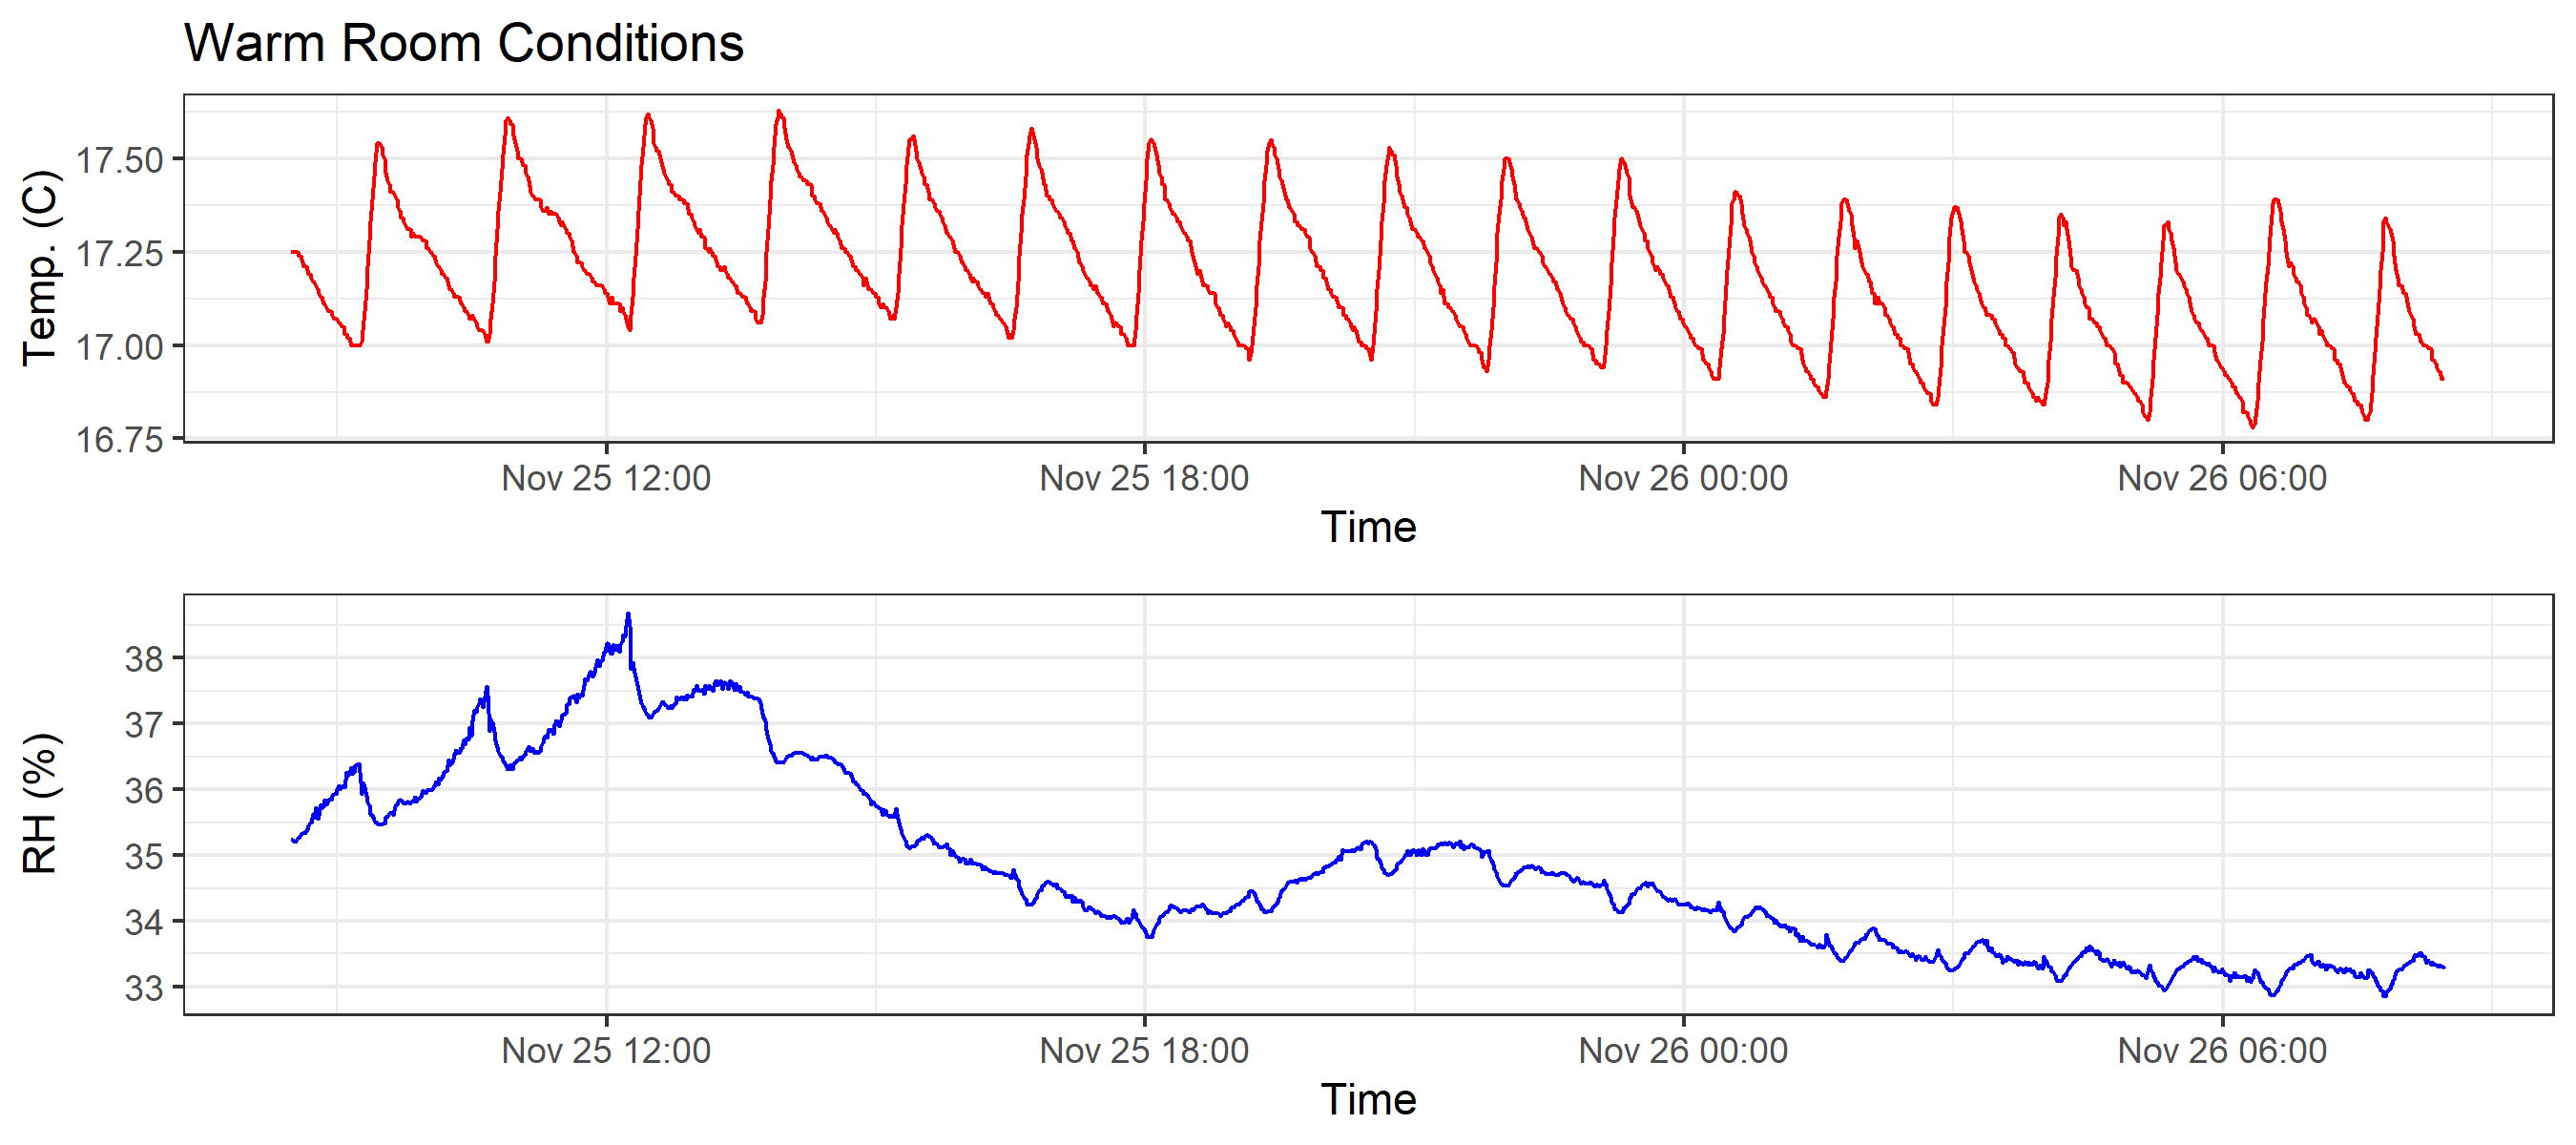 Warm Room Conditions
Temp. (C)
17.50
17.25
17.00
16.75
Nov 25 12:00 Nov 25 18:00 Nov 26 00:00 Nov 26 06:00
Time
RH (%)
38
37
36
35
34
33
Nov 25 12:00 Nov 25 18:00 Nov 26 00:00 Nov 26 06:00
Time